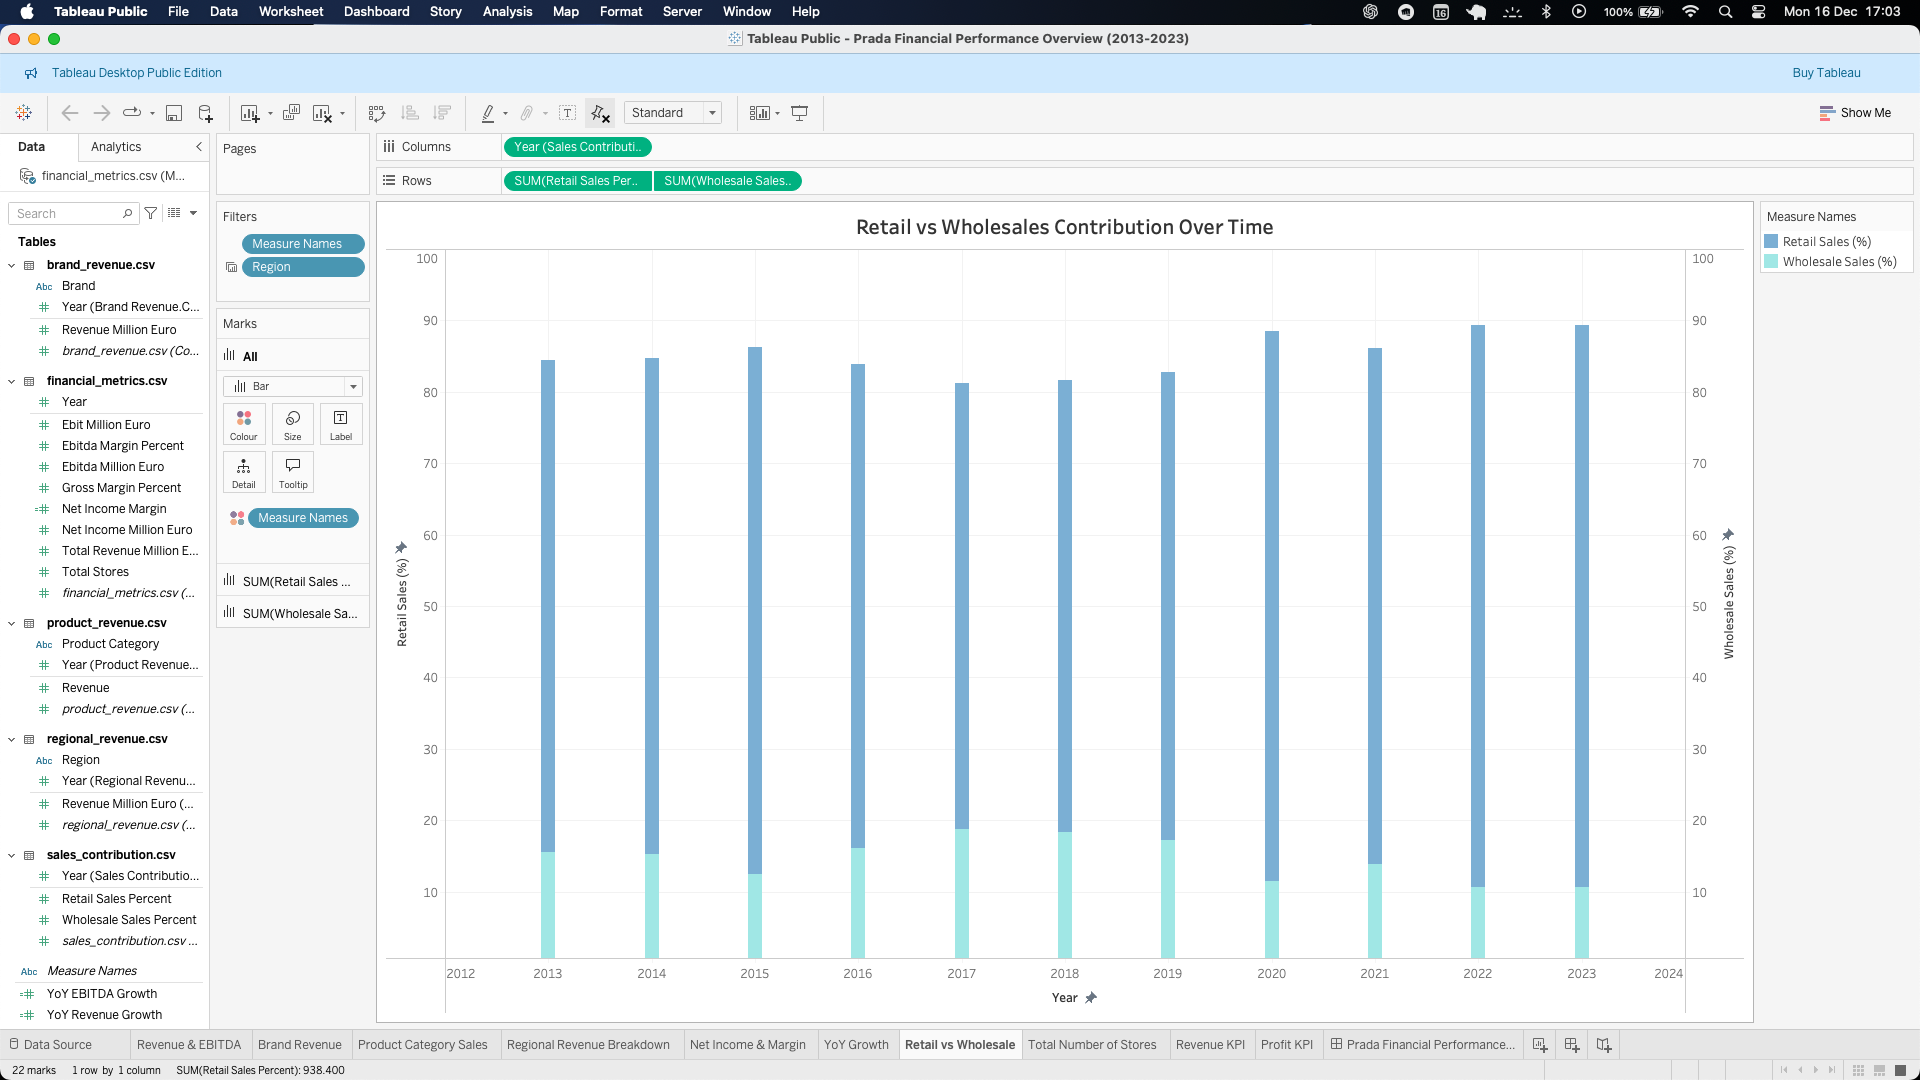 Tableau Public File Data Worksheet Dashboard Story Analysis Map Format Server Window Help 16 100% Mon 16 Dec 17:03
Tableau Public - Prada Financial Performance Overview (2013-2023)
Tableau Desktop Public Edition Buy Tableau
Standard Show Me
Data Analytics
financial_metrics.csv (M...
Search
Tables
brand_revenue.csv
Abc Brand
Year (Brand Revenue.C...
Revenue Million Euro
brand_revenue.csv (Co...
financial_metrics.csv
Year
Ebit Million Euro
Ebitda Margin Percent
Ebitda Million Euro
Gross Margin Percent
Net Income Margin
Net Income Million Euro
Total Revenue Million E...
Total Stores
financial_metrics.csv (...
product_revenue.csv
Abc Product Category
Year (Product Revenue...
Revenue
product_revenue.csv (...
regional_revenue.csv
Abc Region
Year (Regional Revenu...
Revenue Million Euro (...
regional_revenue.csv (...
sales_contribution.csv
Year (Sales Contributio...
Retail Sales Percent
Wholesale Sales Percent
sales_contribution.csv ...
Abc Measure Names
YoY EBITDA Growth
YoY Revenue Growth
Pages
Filters
Measure Names
Region
Marks
All
Bar
Colour Size Label
Detail Tooltip
Measure Names
SUM(Retail Sales ...
SUM(Wholesale Sa...
Columns Year (Sales Contributi..
Rows SUM(Retail Sales Per.. SUM(Wholesale Sales..
Retail vs Wholesales Contribution Over Time
100 100
90 90
80 80
70 70
60 60
50 50
40 40
30 30
20 20
10 10
Retail Sales (%)
Wholesale Sales (%)
2012 2013 2014 2015 2016 2017 2018 2019 2020 2021 2022 2023 2024
Year
Measure Names
Retail Sales (%)
Wholesale Sales (%)
Data Source Revenue & EBITDA Brand Revenue Product Category Sales Regional Revenue Breakdown Net Income & Margin YoY Growth Retail vs Wholesale Total Number of Stores Revenue KPI Profit KPI Prada Financial Performance...
22 marks 1 row by 1 column SUM(Retail Sales Percent): 938.400